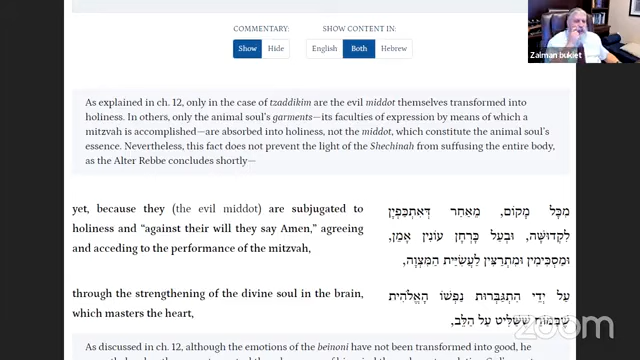 COMMENTARY:
SHOW CONTENT IN:
Show Hide English Both Hebrew
Zalman bukiet
As explained in ch. 12, only in the case of tzaddikim are the evil middot themselves transformed into
holiness. In others, only the animal soul's garments—its faculties of expression by means of which a
mitzvah is accomplished—are absorbed into holiness, not the middot, which constitute the animal soul's
essence. Nevertheless, this fact does not prevent the light of the Shechinah from suffusing the entire body,
as the Alter Rebbe concludes shortly—
yet, because they (the evil middot) are subjugated to
holiness and “against their will they say Amen,” agreeing
and acceding to the performance of the mitzvah,
מִכָּל מָקוֹם, מֵאַחַר דְּאִתְכַּפְיָין
לִקְדוּשָּׁה, וּבְעַל כָּרְחָן עוֹנִין אָמֵן,
וּמַסְכִּימִין וּמִתְרַצִּין לַעֲשִׂיַּית הַמִּצְוָה,
through the strengthening of the divine soul in the brain,
which masters the heart,
עַל יְדֵי הִתְגַּבְּרוּת נַפְשׁוֹ הָאֱלֹהִית
שֶׁבַּמּוֹחַ שֶׁשַּׁלִּיט עַל הַלֵּב,
zoom
As discussed in ch. 12, although the emotions of the beinoni have not been transformed into good, he